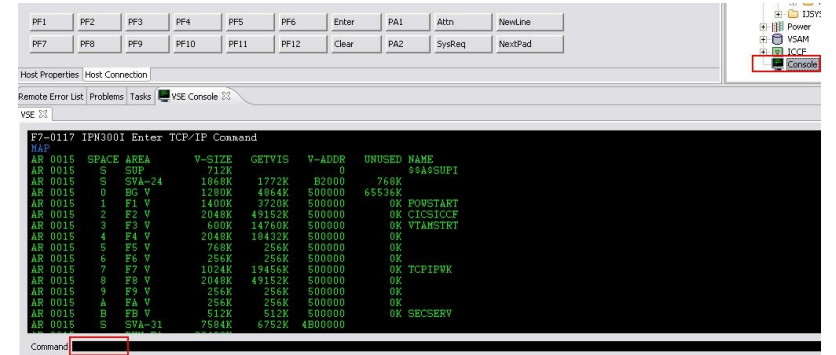 PF1 PF2 PF3 PF4 PF5 PF6 Enter PA1 Attn NewLine
PF7 PF8 PF9 PF10 PF11 PF12 Clear PA2 SysReq NextPad
IJSYS
Power
VSAM
ICCF
Console
Host Properties Host Connection
Remote Error List Problems Tasks VSE Console
VSE
F7-0117 IPN300I Enter TCP/IP Command
MAP
AR 0015 SPACE AREA V-SIZE GETVIS V-ADDR UNUSED NAME
AR 0015 S SUP 712K 0 $$A$SUPI
AR 0015 S SVA-24 1868K 1772K B2000 768K
AR 0015 0 BG V 1280K 4864K 500000 65536K
AR 0015 1 F1 V 1400K 3720K 500000 0K POWSTART
AR 0015 2 F2 V 2048K 49152K 500000 0K CICSICCF
AR 0015 3 F3 V 600K 14760K 500000 0K VTAMSTRT
AR 0015 4 F4 V 2048K 18432K 500000 0K
AR 0015 5 F5 V 768K 256K 500000 0K
AR 0015 6 F6 V 256K 256K 500000 0K
AR 0015 7 F7 V 1024K 19456K 500000 0K TCPIPWK
AR 0015 8 F8 V 2048K 49152K 500000 0K
AR 0015 9 F9 V 256K 256K 500000 0K
AR 0015 A FA V 256K 256K 500000 0K
AR 0015 B FB V 512K 512K 500000 0K SECSERV
AR 0015 S SVA-31 7584K 6752K 4B00000
Command